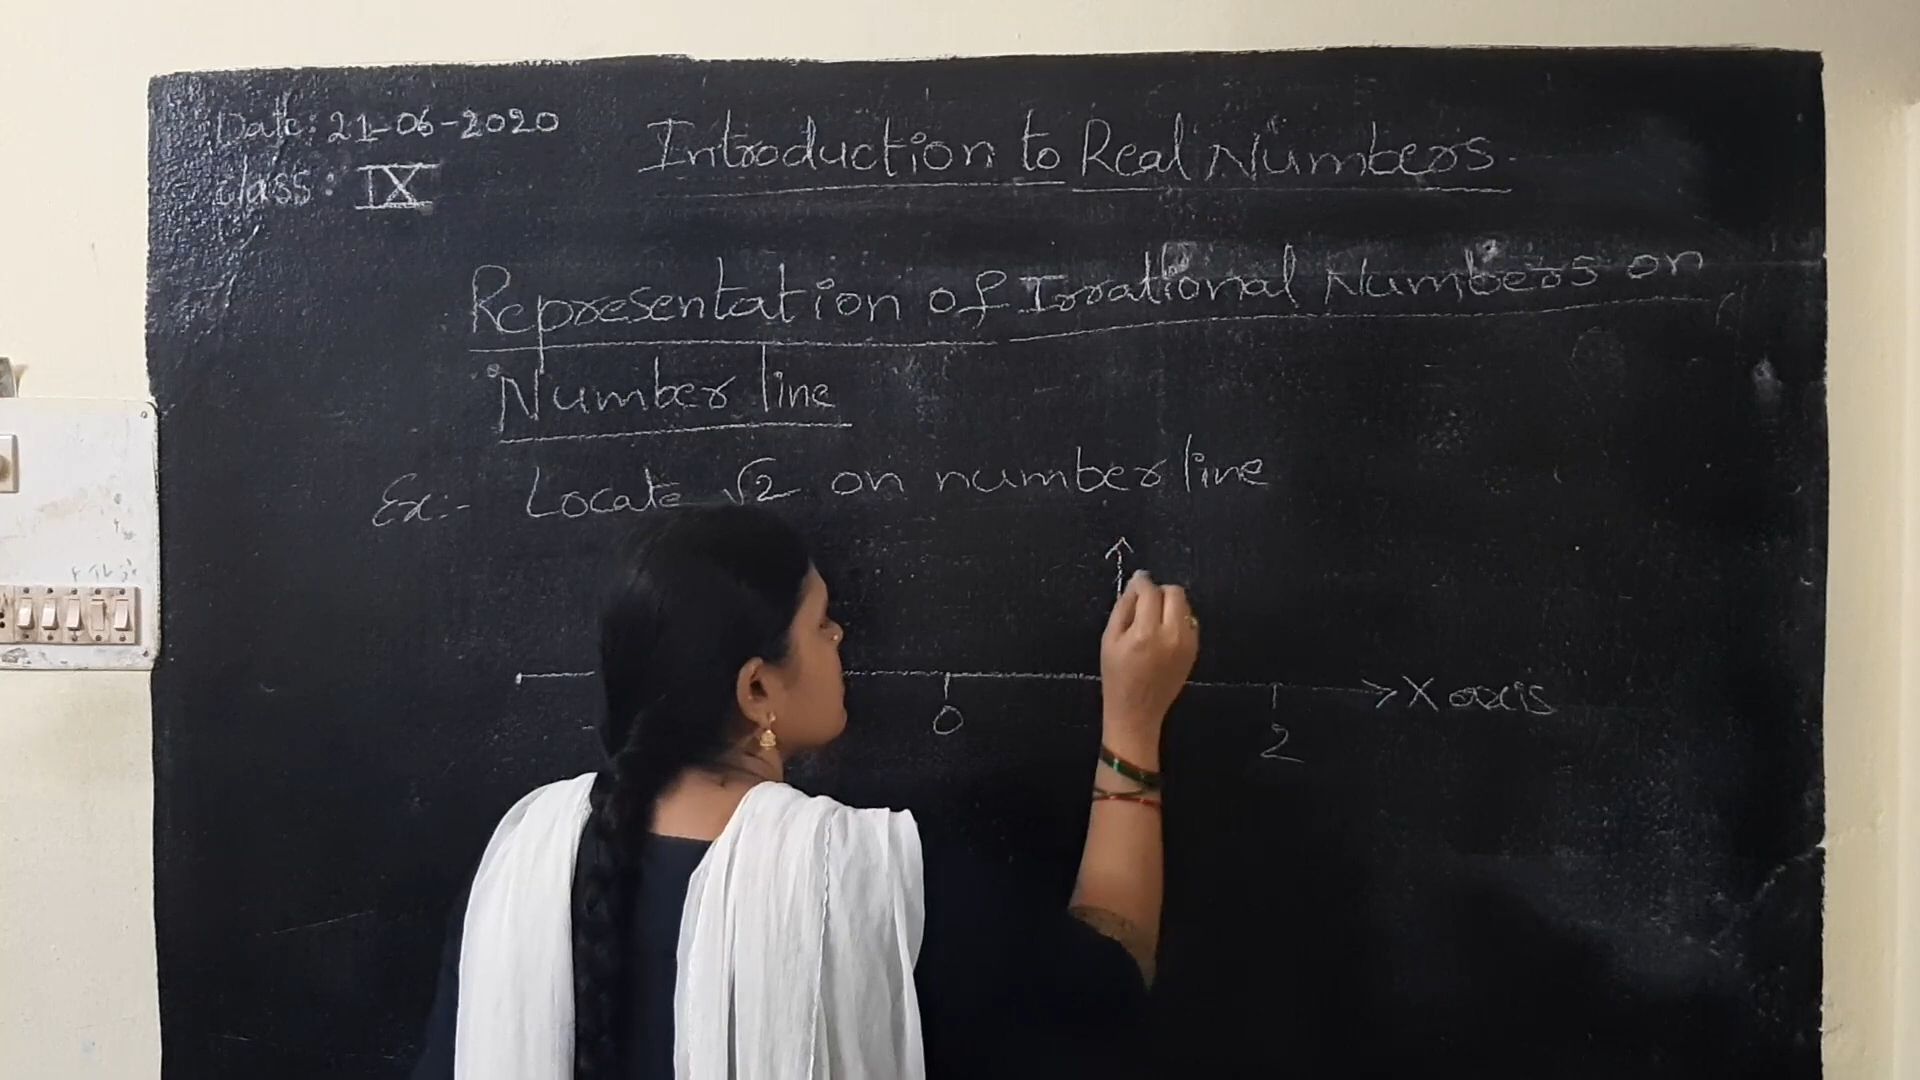 Date: 21-06-2020
Class: IX
Introduction to Real Numbers
Representation of Irrational Numbers on
Number line
Ex:- Locate √2 on number line
X axis
0
2